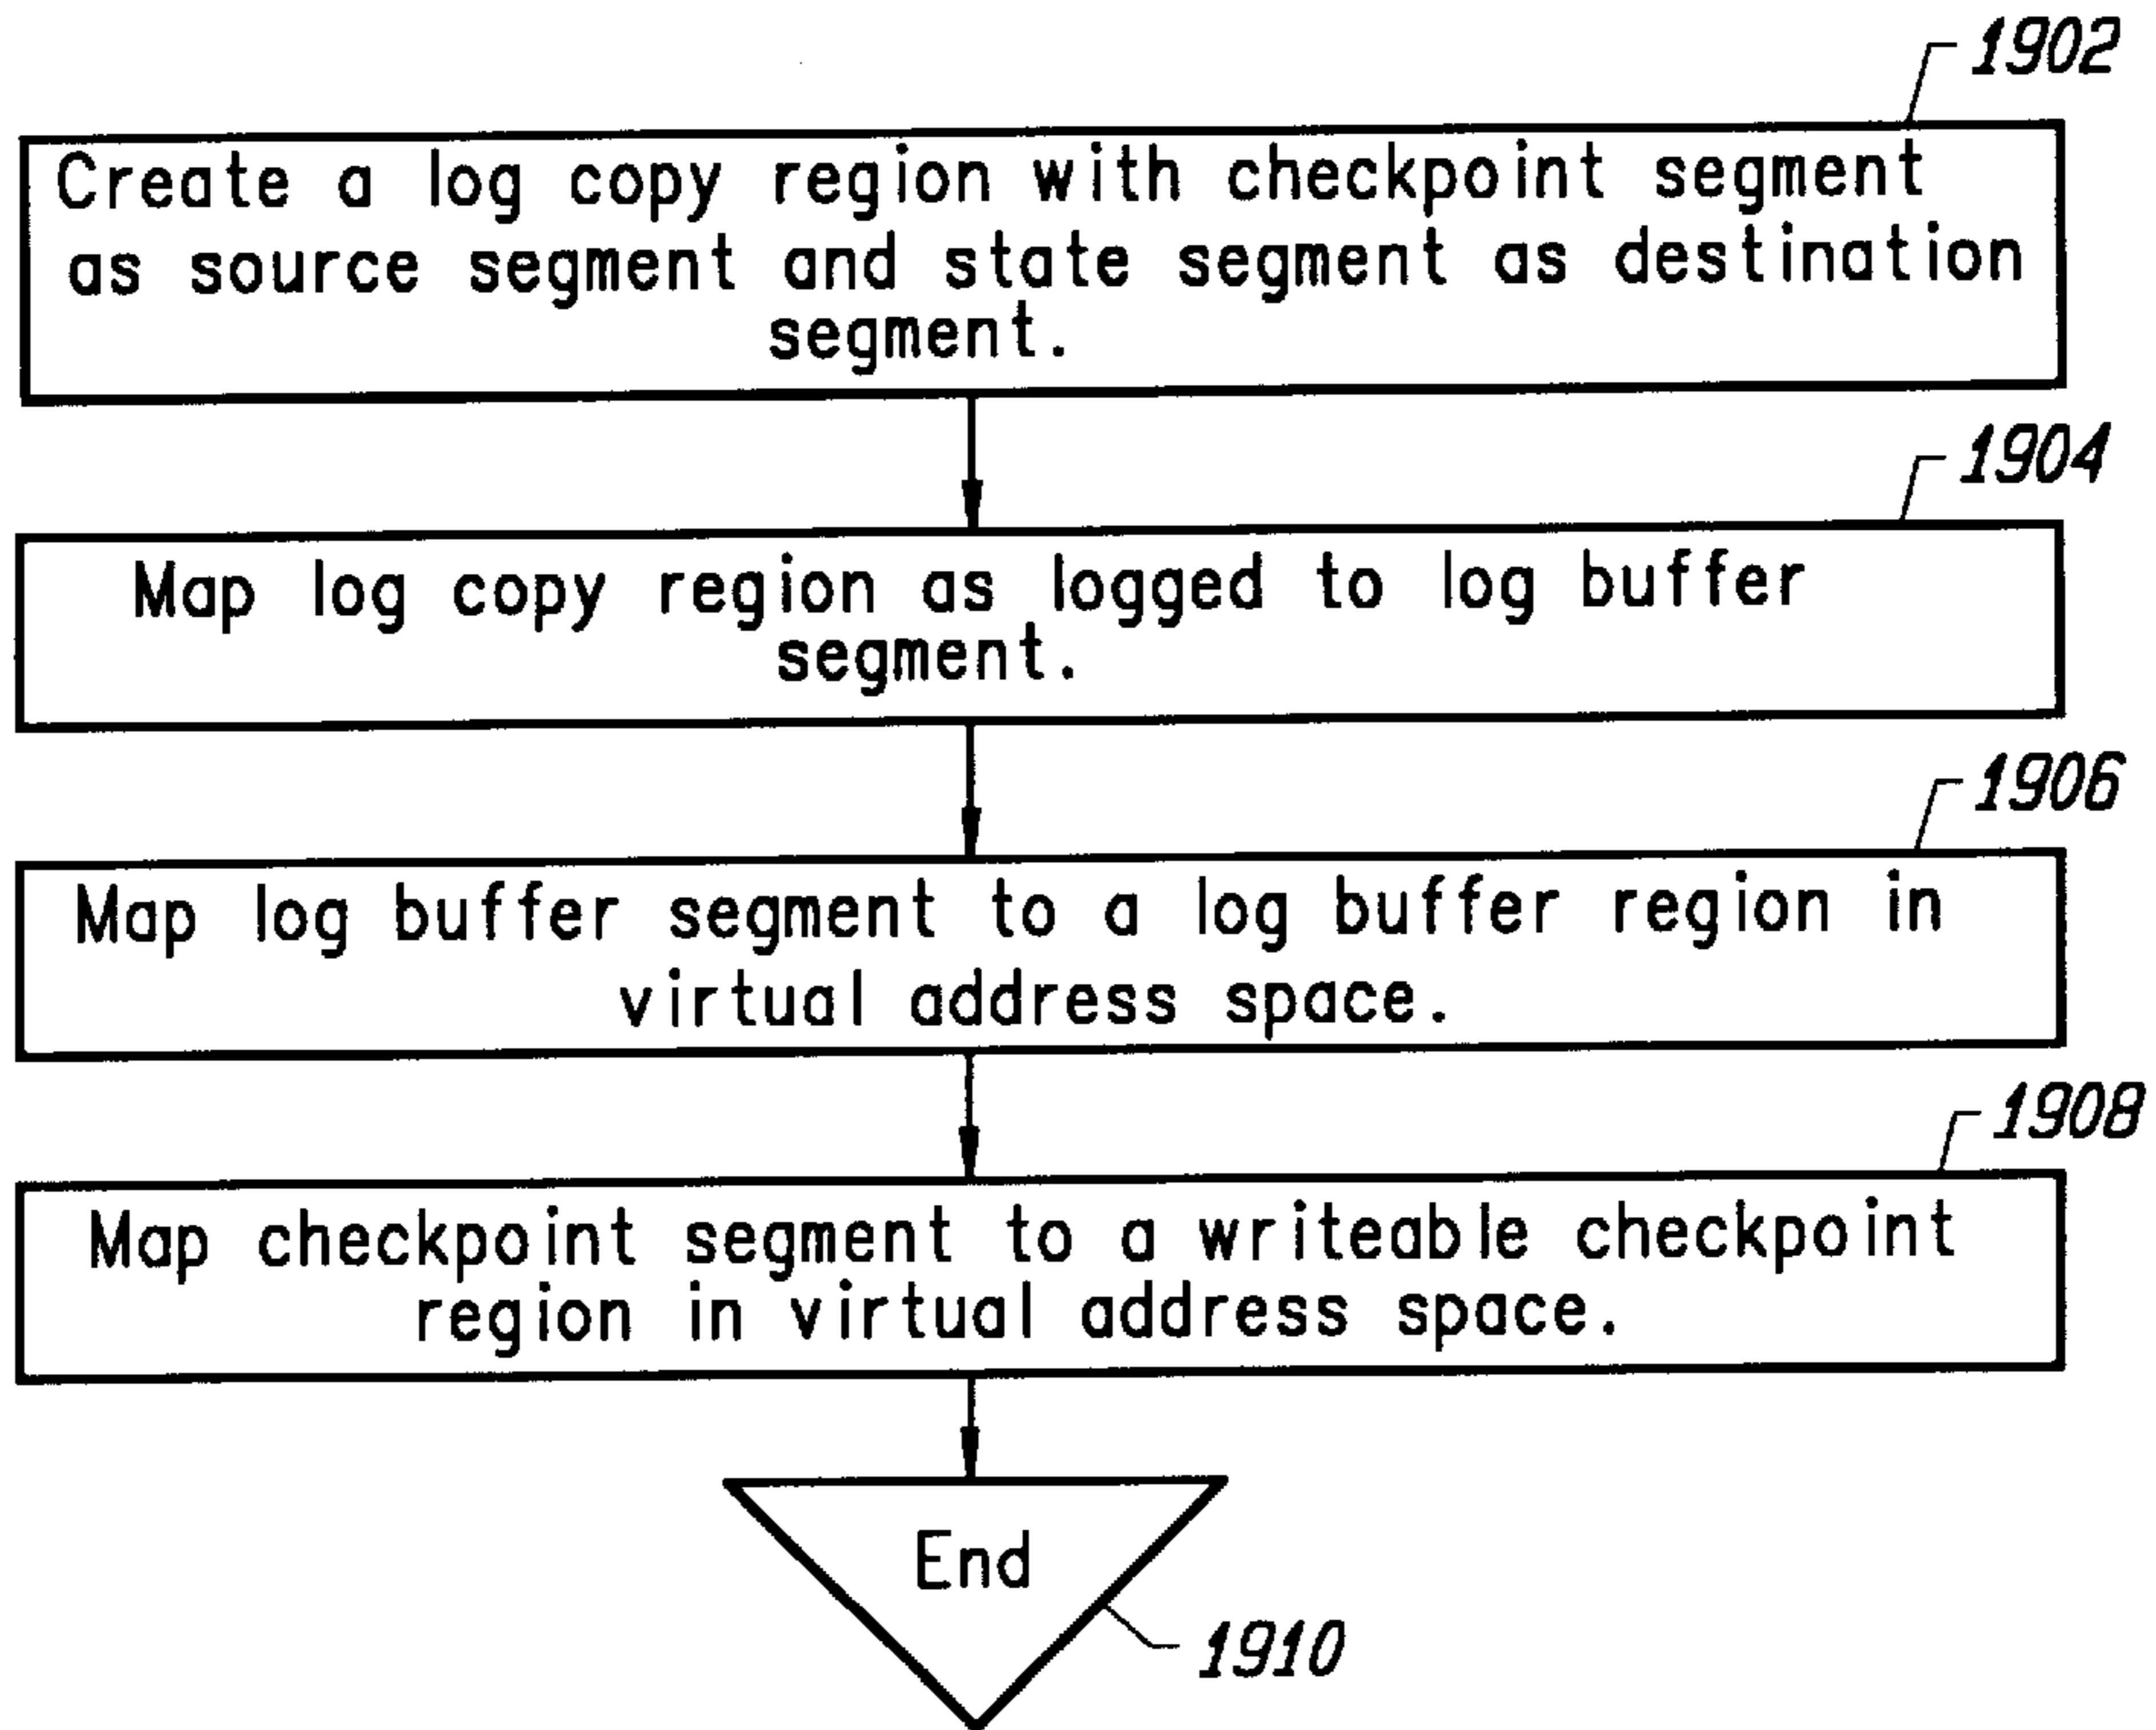 1902
Create a log copy region with checkpoint segment
as source segment and state segment as destination
segment.
1904
Map log copy region as logged to log buffer
segment.
1906
Map log buffer segment to a log buffer region in
virtual address space.
1908
Map checkpoint segment to a writeable checkpoint
region in virtual address space.
End
1910